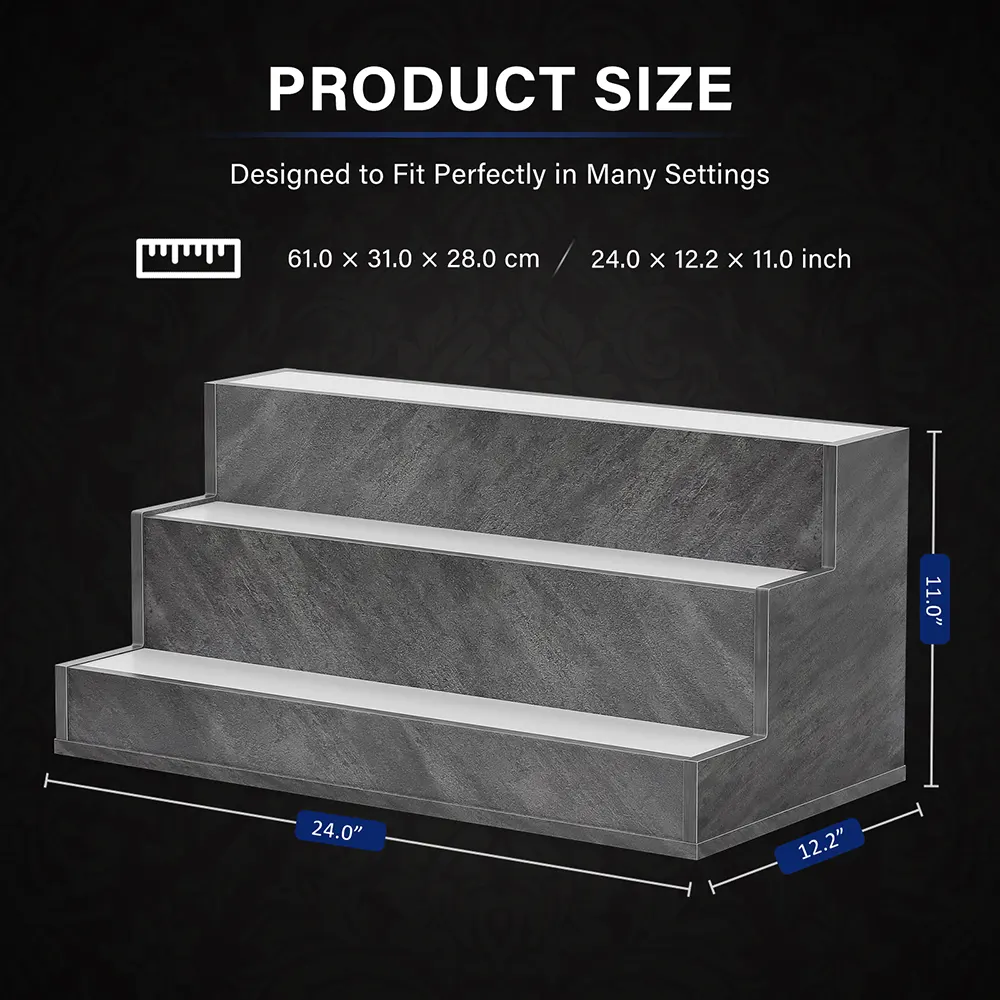 PRODUCT SIZE
Designed to Fit Perfectly in Many Settings
61.0 × 31.0 × 28.0 cm / 24.0 × 12.2 × 11.0 inch
11.0”
24.0”
12.2”